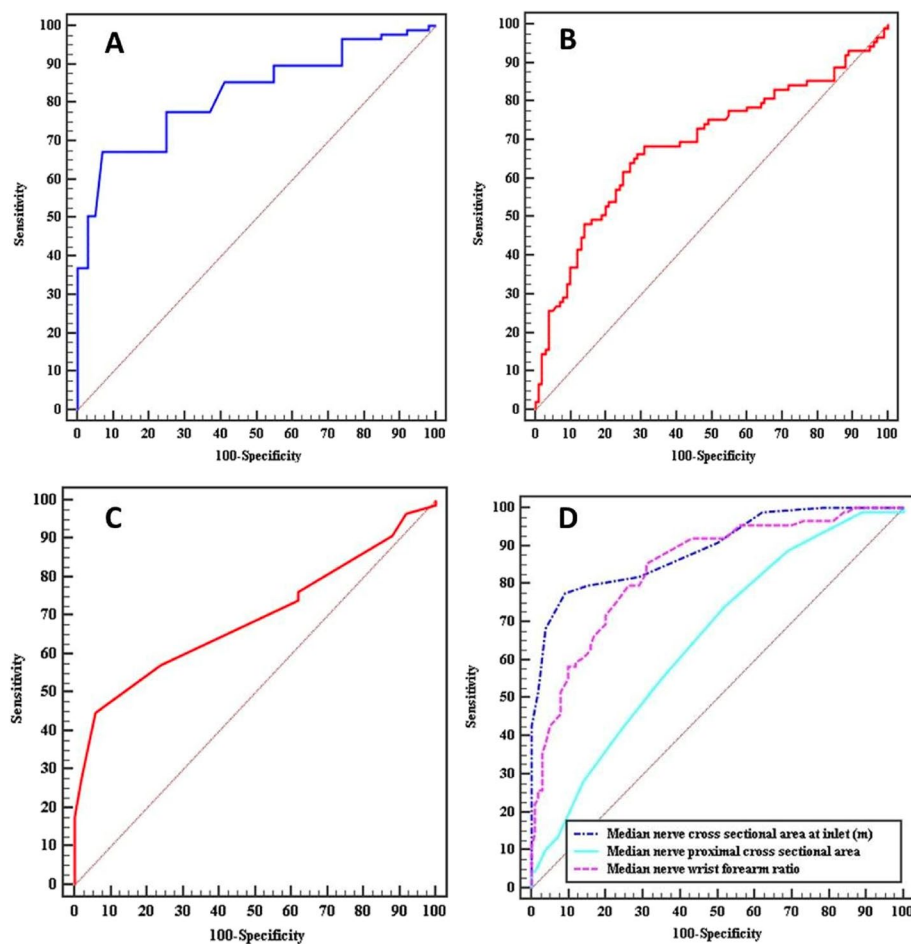 A
100
90
80
70
60
50
40
30
20
10
0
Sensitivity
0 10 20 30 40 50 60 70 80 90 100
100-Specificity
B
100
90
80
70
60
50
40
30
20
10
0
Sensitivity
0 10 20 30 40 50 60 70 80 90 100
100-Specificity
C
100
90
80
70
60
50
40
30
20
10
0
Sensitivity
0 10 20 30 40 50 60 70 80 90 100
100-Specificity
D
100
90
80
70
60
50
40
30
20
10
0
Sensitivity
Median nerve cross sectional area at inlet (m)
Median nerve proximal cross sectional area
Median nerve wrist forearm ratio
0 10 20 30 40 50 60 70 80 90 100
100-Specificity